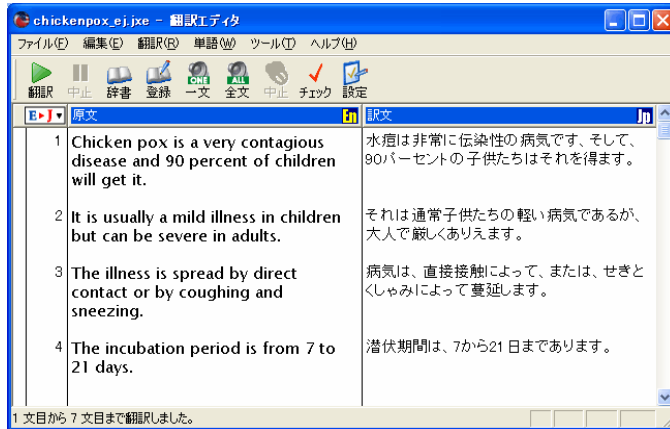 chickenpox_ej.jxe - 翻訳エディタ
ファイル(F) 編集(E) 翻訳(R) 単語(W) ツール(T) ヘルプ(H)
ONE ALL
翻訳 中止 辞書 登録 一文 全文 中止 チェック 設定
E▶J 原文 En 訳文 Jp
1 Chicken pox is a very contagious
disease and 90 percent of children
will get it.
水痘は非常に伝染性の病気です、そして、
90パーセントの子供たちはそれを得ます。
2 It is usually a mild illness in children
but can be severe in adults.
それは通常子供たちの軽い病気であるが、
大人で厳しくありえます。
3 The illness is spread by direct
contact or by coughing and
sneezing.
病気は、直接接触によって、または、せきと
くしゃみによって蔓延します。
4 The incubation period is from 7 to
21 days.
潜伏期間は、7から21日まであります。
1 文目から 7 文目まで翻訳しました。